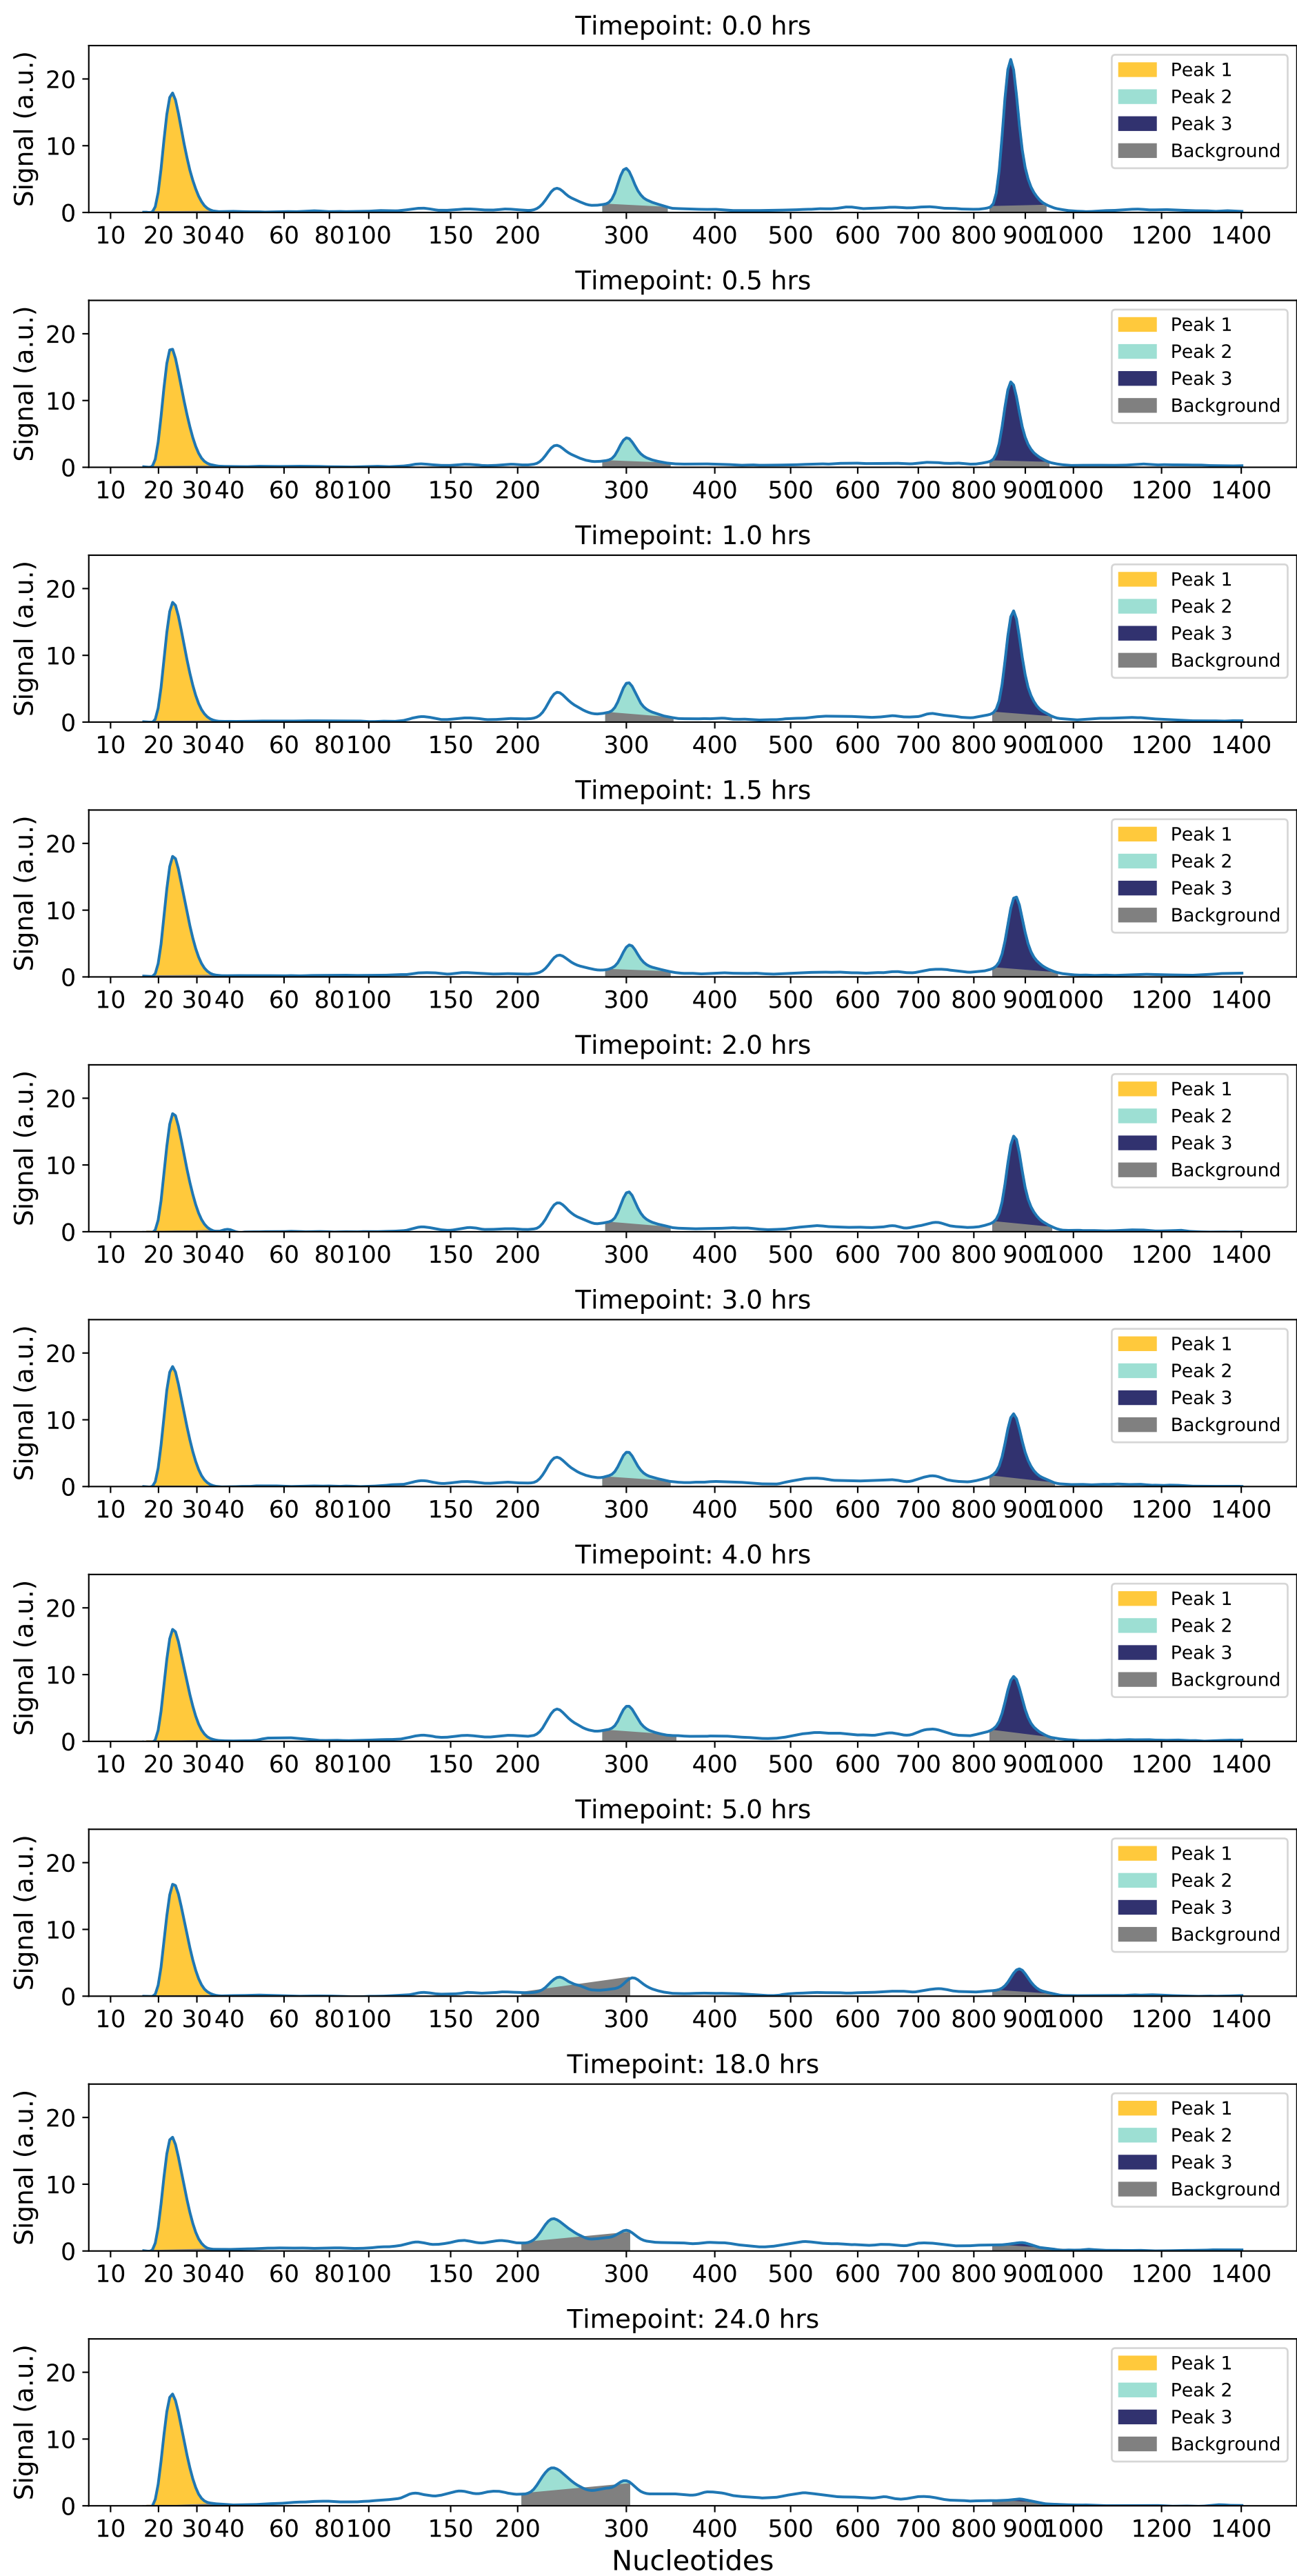 Timepoint: 0.0 hrs
Signal (a.u.)
20
10
0
Peak 1
Peak 2
Peak 3
Background
10 20 30 40 60 80 100 150 200 300 400 500 600 700 800 900 1000 1200 1400
Timepoint: 0.5 hrs
Signal (a.u.)
20
10
0
Peak 1
Peak 2
Peak 3
Background
10 20 30 40 60 80 100 150 200 300 400 500 600 700 800 900 1000 1200 1400
Timepoint: 1.0 hrs
Signal (a.u.)
20
10
0
Peak 1
Peak 2
Peak 3
Background
10 20 30 40 60 80 100 150 200 300 400 500 600 700 800 900 1000 1200 1400
Timepoint: 1.5 hrs
Signal (a.u.)
20
10
0
Peak 1
Peak 2
Peak 3
Background
10 20 30 40 60 80 100 150 200 300 400 500 600 700 800 900 1000 1200 1400
Timepoint: 2.0 hrs
Signal (a.u.)
20
10
0
Peak 1
Peak 2
Peak 3
Background
10 20 30 40 60 80 100 150 200 300 400 500 600 700 800 900 1000 1200 1400
Timepoint: 3.0 hrs
Signal (a.u.)
20
10
0
Peak 1
Peak 2
Peak 3
Background
10 20 30 40 60 80 100 150 200 300 400 500 600 700 800 900 1000 1200 1400
Timepoint: 4.0 hrs
Signal (a.u.)
20
10
0
Peak 1
Peak 2
Peak 3
Background
10 20 30 40 60 80 100 150 200 300 400 500 600 700 800 900 1000 1200 1400
Timepoint: 5.0 hrs
Signal (a.u.)
20
10
0
Peak 1
Peak 2
Peak 3
Background
10 20 30 40 60 80 100 150 200 300 400 500 600 700 800 900 1000 1200 1400
Timepoint: 18.0 hrs
Signal (a.u.)
20
10
0
Peak 1
Peak 2
Peak 3
Background
10 20 30 40 60 80 100 150 200 300 400 500 600 700 800 900 1000 1200 1400
Timepoint: 24.0 hrs
Signal (a.u.)
20
10
0
Peak 1
Peak 2
Peak 3
Background
10 20 30 40 60 80 100 150 200 300 400 500 600 700 800 900 1000 1200 1400
Nucleotides